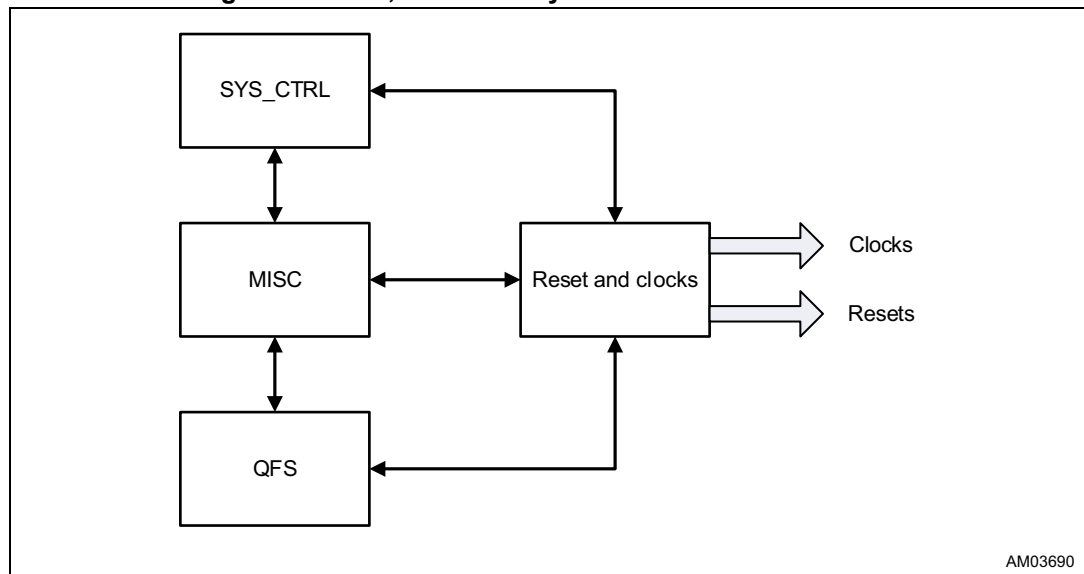 SYS_CTRL
MISC
Reset and clocks
Clocks
Resets
QFS
AM03690